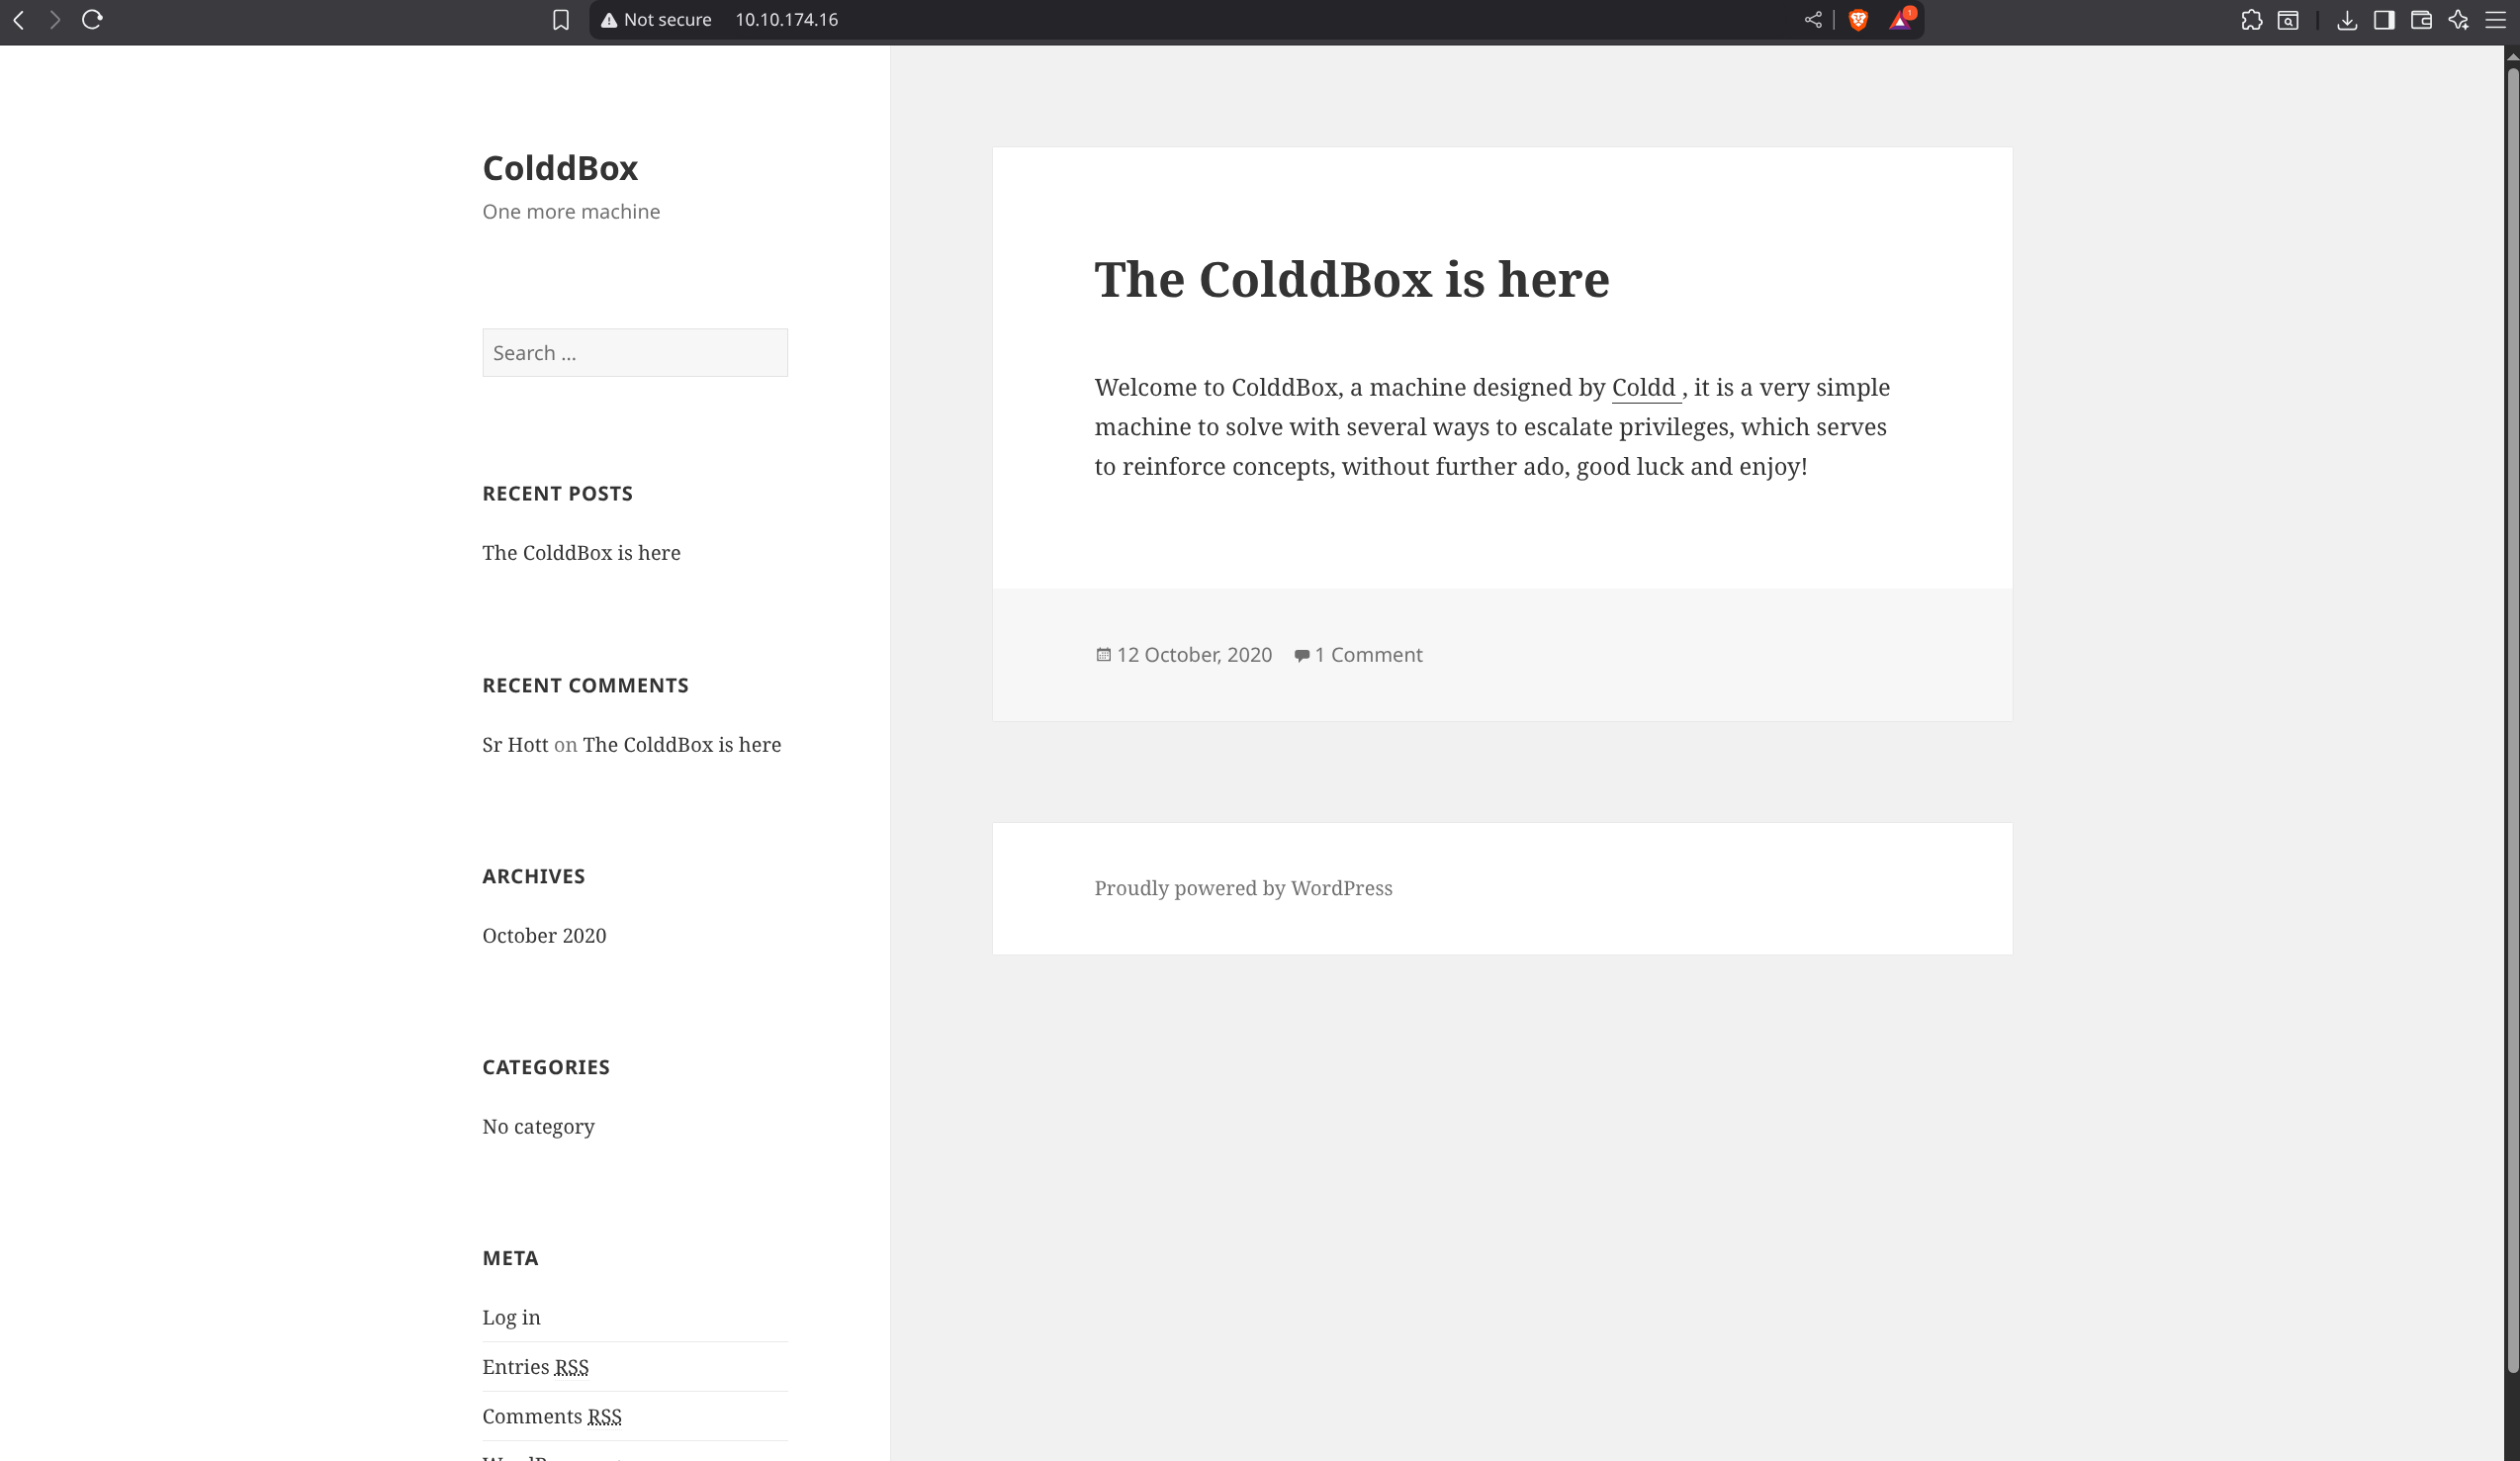 Not secure 10.10.174.16
1
ColddBox
One more machine
Search ...
RECENT POSTS
The ColddBox is here
RECENT COMMENTS
Sr Hott on The ColddBox is here
ARCHIVES
October 2020
CATEGORIES
No category
META
Log in
Entries RSS
Comments RSS
The ColddBox is here
Welcome to ColddBox, a machine designed by Coldd , it is a very simple
machine to solve with several ways to escalate privileges, which serves
to reinforce concepts, without further ado, good luck and enjoy!
12 October, 2020 1 Comment
Proudly powered by WordPress